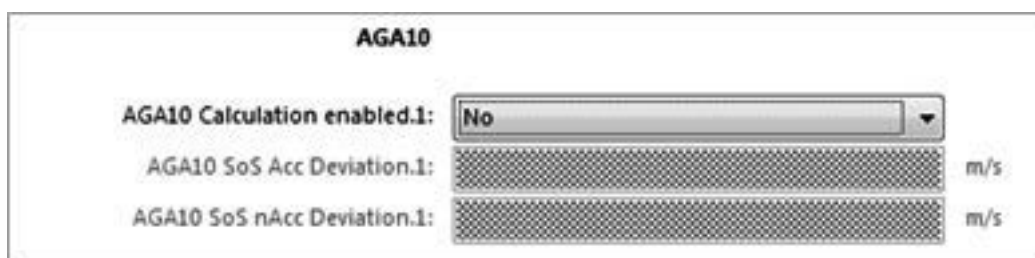 AGA10
AGA10 Calculation enabled.1: No
AGA10 SoS Acc Deviation.1: m/s
AGA10 SoS nAcc Deviation.1: m/s